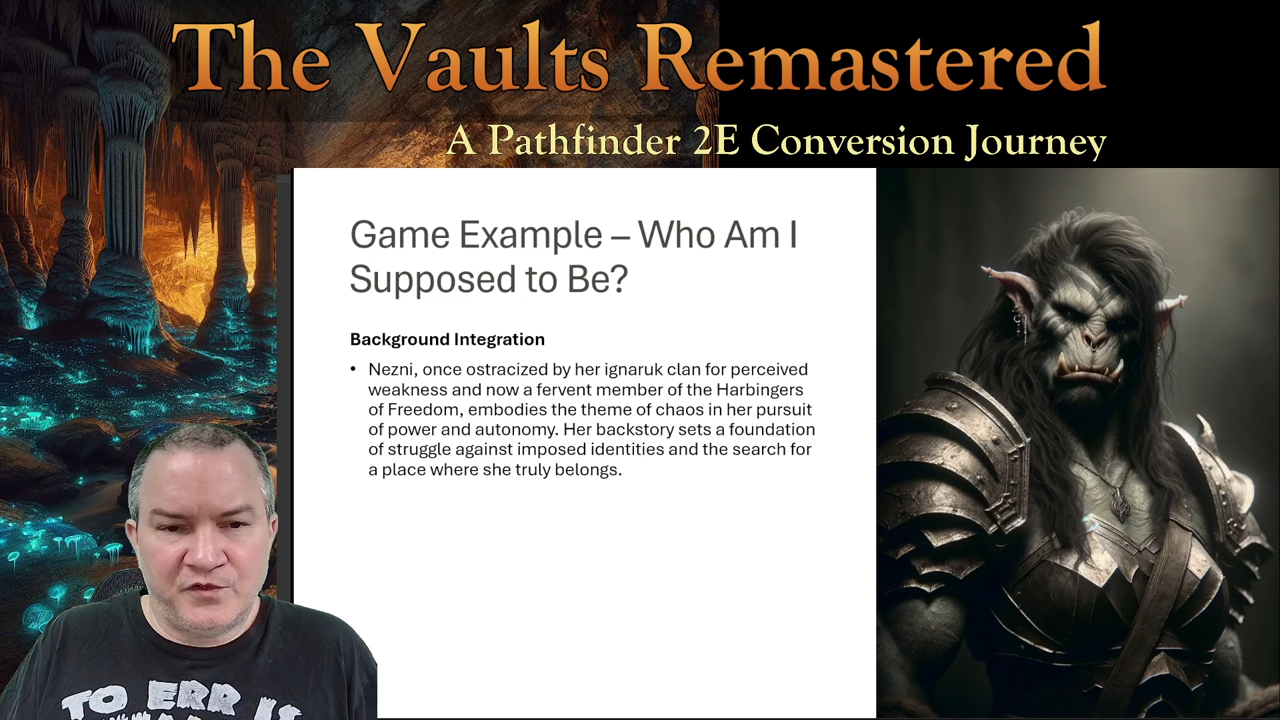 The Vaults Remastered
A Pathfinder 2E Conversion Journey
Game Example – Who Am I
Supposed to Be?
Background Integration
• Nezni, once ostracized by her ignaruk clan for perceived
weakness and now a fervent member of the Harbingers
of Freedom, embodies the theme of chaos in her pursuit
of power and autonomy. Her backstory sets a foundation
of struggle against imposed identities and the search for
a place where she truly belongs.
TO ERR IS